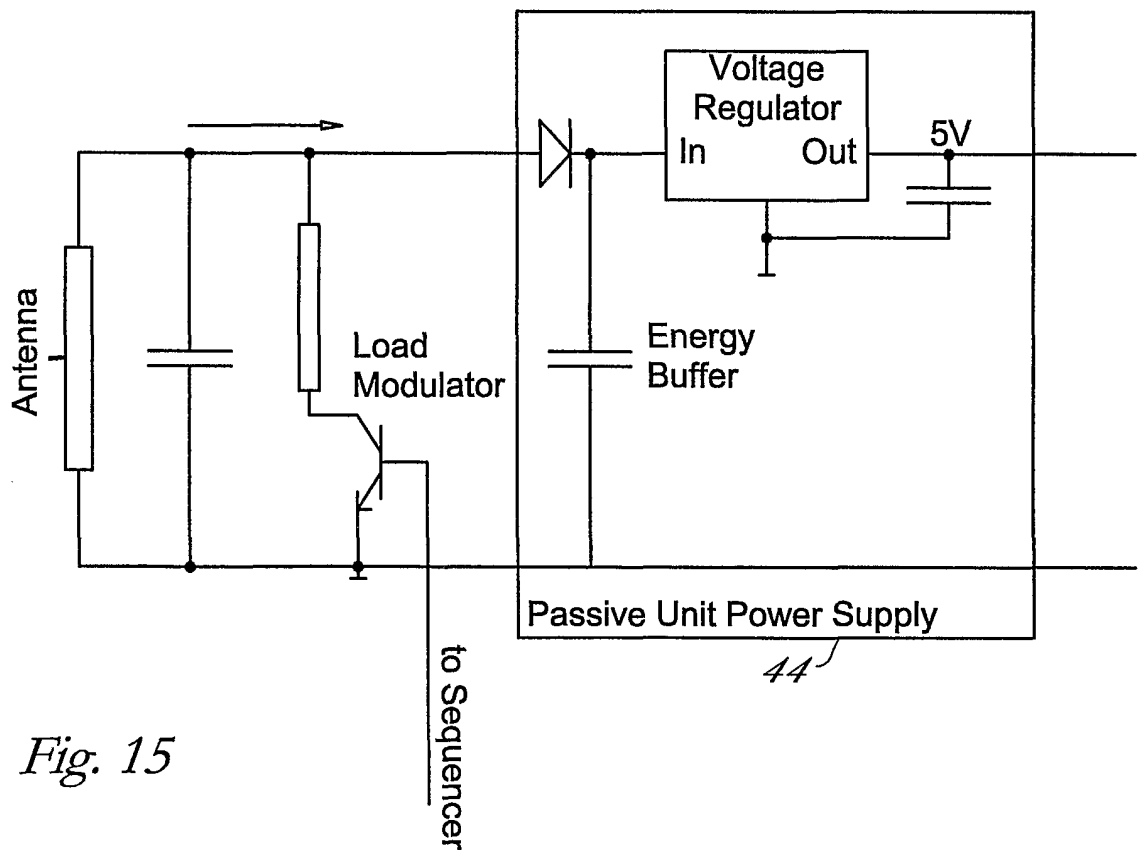 Voltage
Regulator
In
Out
5V
Antenna
Load
Modulator
Energy
Buffer
Passive Unit Power Supply
44
to Sequencer
Fig. 15